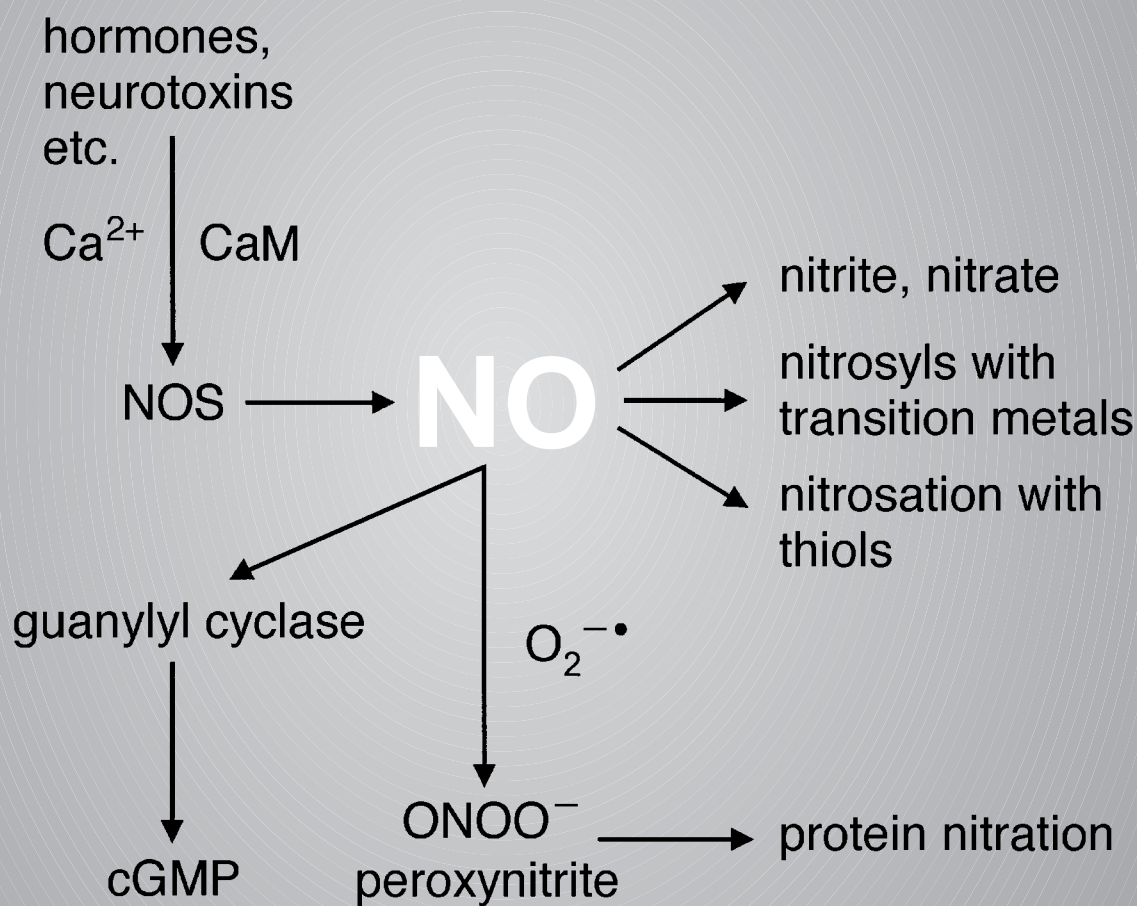 hormones,
neurotoxins
etc.
Ca²⁺ CaM
NOS
NO
nitrite, nitrate
nitrosyls with
transition metals
nitrosation with
thiols
guanylyl cyclase
O₂⁻•
cGMP
ONOO⁻
peroxynitrite
protein nitration